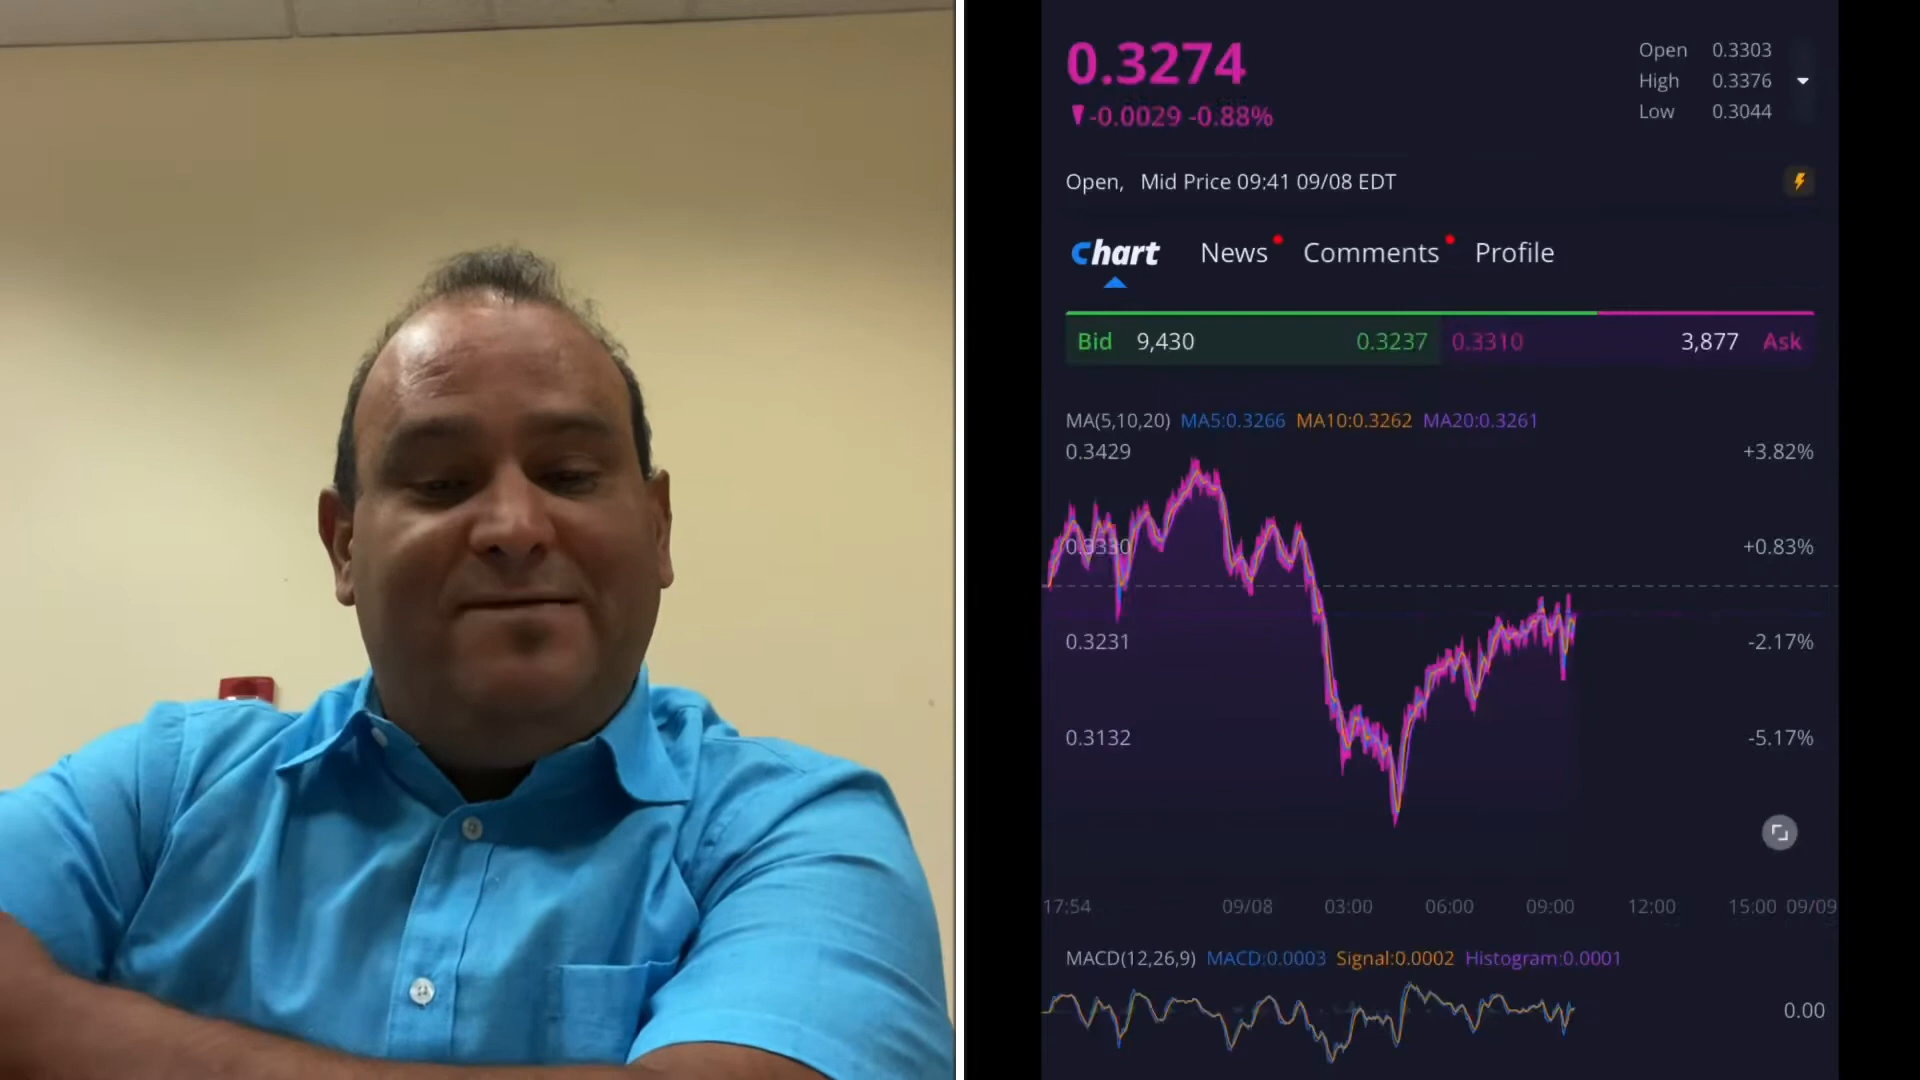 0.3274
-0.0029 -0.88%
Open 0.3303
High 0.3376
Low 0.3044
Open, Mid Price 09:41 09/08 EDT
Chart News Comments Profile
Bid 9,430 0.3237 0.3310 3,877 Ask
MA(5,10,20) MA5:0.3266 MA10:0.3262 MA20:0.3261
0.3429 +3.82%
0.3330 +0.83%
0.3231 -2.17%
0.3132 -5.17%
17:54 09/08 03:00 06:00 09:00 12:00 15:00 09/09
MACD(12,26,9) MACD:0.0003 Signal:0.0002 Histogram:0.0001
0.00